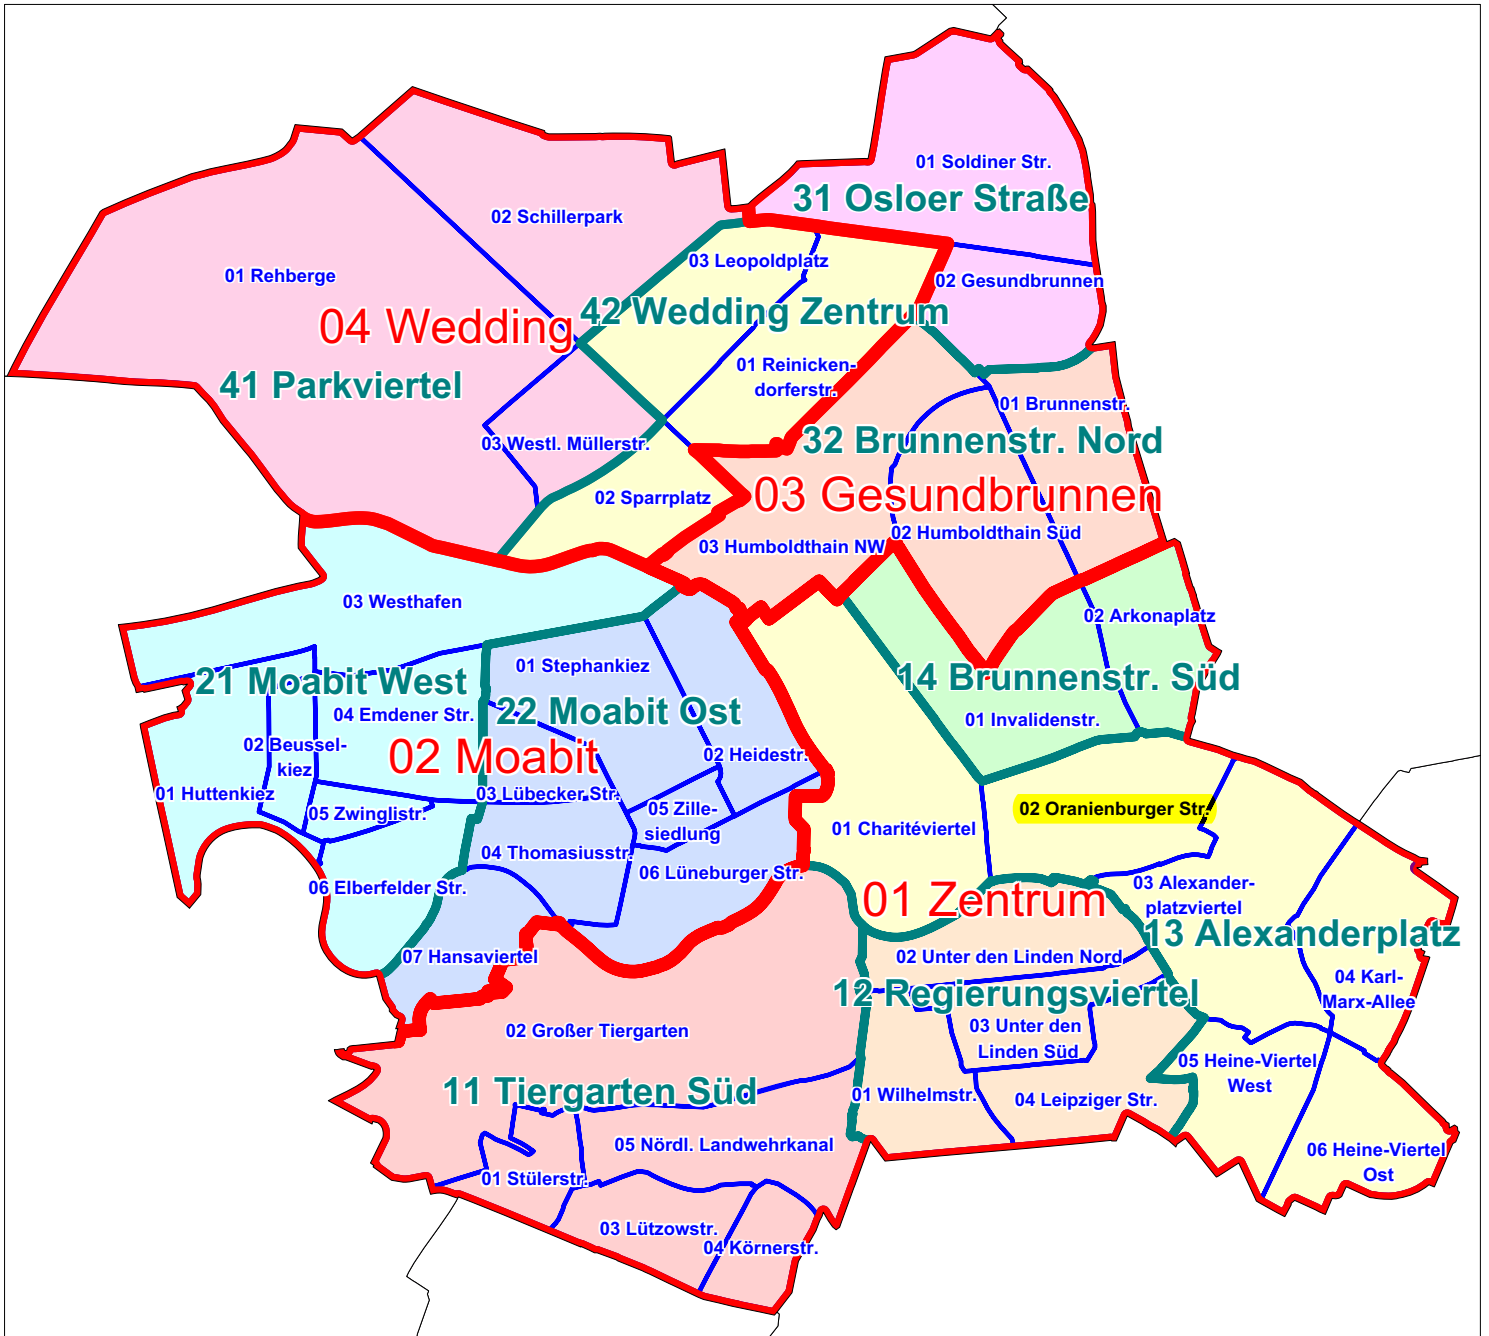 01 Soldiner Str.
31 Osloer Straße
02 Schillerpark
03 Leopoldplatz
01 Rehberge
02 Gesundbrunnen
42 Wedding Zentrum
04 Wedding
01 Reinicken-
dorferstr.
41 Parkviertel
01 Brunnenstr.
32 Brunnenstr. Nord
03 Westl. Müllerstr.
02 Sparrplatz
03 Gesundbrunnen
02 Humboldthain Süd
03 Humboldthain NW
03 Westhafen
02 Arkonaplatz
01 Stephankiez
21 Moabit West
14 Brunnenstr. Süd
22 Moabit Ost
04 Emdener Str.
01 Invalidenstr.
02 Beussel-
kiez
02 Moabit
02 Heidestr.
01 Huttenkiez
03 Lübecker Str.
05 Zwinglistr.
05 Zille-
siedlung
02 Oranienburger Str.
01 Charitéviertel
04 Thomasiusstr.
06 Lüneburger Str.
06 Elberfelder Str.
01 Zentrum
03 Alexander-
platzviertel
13 Alexanderplatz
07 Hansaviertel
02 Unter den Linden Nord
04 Karl-
Marx-Allee
12 Regierungsviertel
02 Großer Tiergarten
03 Unter den
Linden Süd
05 Heine-Viertel
West
11 Tiergarten Süd
01 Wilhelmstr.
04 Leipziger Str.
05 Nördl. Landwehrkanal
06 Heine-Viertel
Ost
01 Stülerstr.
03 Lützowstr.
04 Körnerstr.